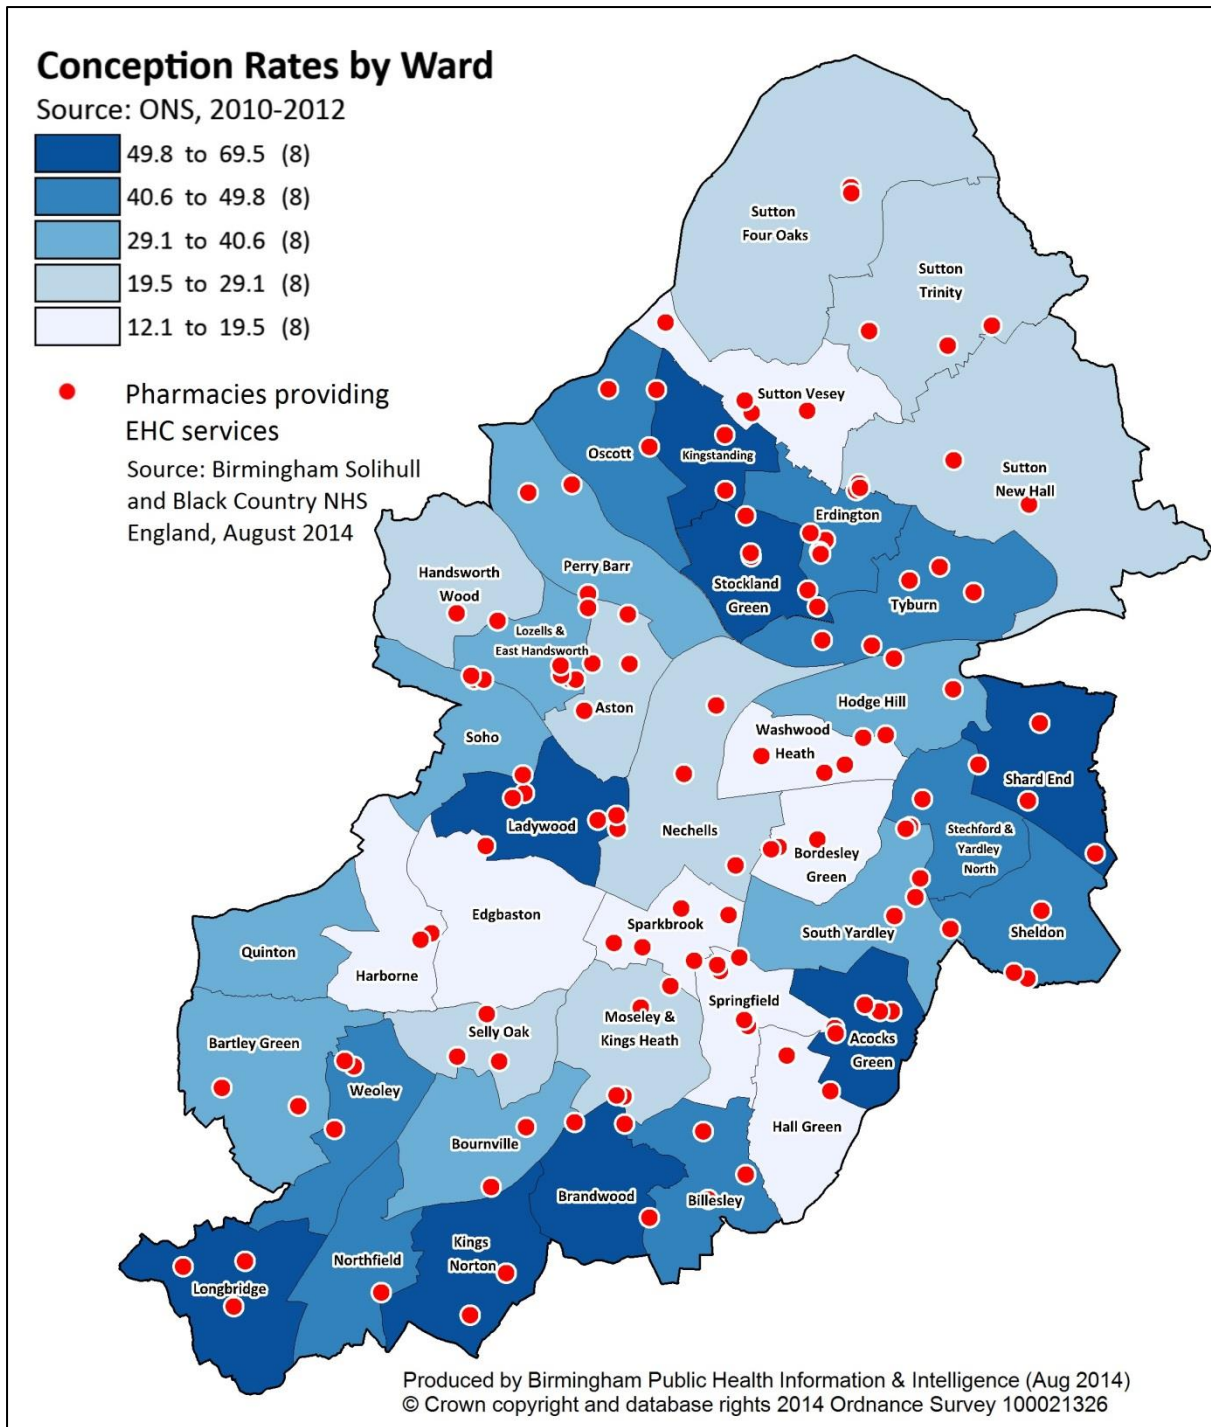 Conception Rates by Ward
Source: ONS, 2010-2012
49.8 to 69.5 (8)
40.6 to 49.8 (8)
29.1 to 40.6 (8)
19.5 to 29.1 (8)
12.1 to 19.5 (8)
Pharmacies providing
EHC services
Source: Birmingham Solihull
and Black Country NHS
England, August 2014
Sutton
Four Oaks
Sutton
Trinity
Sutton Vesey
Oscott
Kingstanding
Sutton
New Hall
Erdington
Perry Barr
Handsworth
Wood
Stockland
Green
Tyburn
Lozells &
East Handsworth
Aston
Hodge Hill
Soho
Washwood
Heath
Shard End
Ladywood
Nechells
Stechford &
Yardley
North
Bordesley
Green
Edgbaston
Sparkbrook
South Yardley
Sheldon
Quinton
Harborne
Springfield
Moseley &
Kings Heath
Selly Oak
Bartley Green
Acocks
Green
Weoley
Hall Green
Bournville
Brandwood
Billesley
Kings
Norton
Northfield
Longbridge
Produced by Birmingham Public Health Information & Intelligence (Aug 2014)
© Crown copyright and database rights 2014 Ordnance Survey 100021326